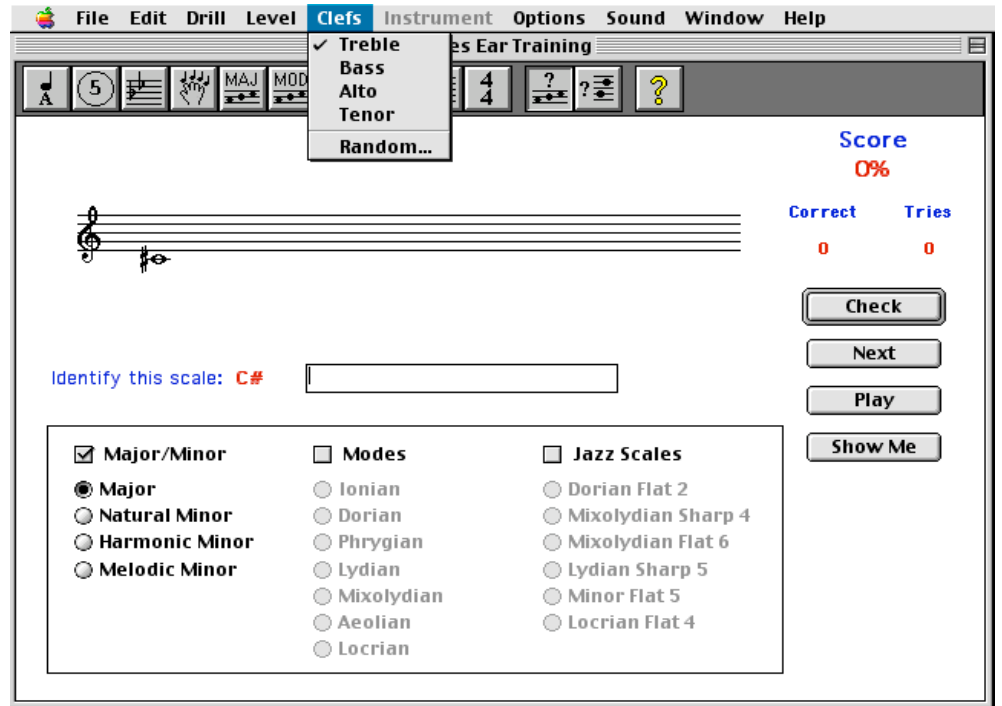 File Edit Drill Level Clefs Instrument Options Sound Window Help
✓ Treble
es Ear Training
Bass
Alto
Tenor
Random...
A 5 MAJ MOD 4 4 ? ? ?
Score
0%
Correct Tries
0 0
Check
Next
Identify this scale: C#
Play
Show Me
Major/Minor Modes Jazz Scales
Major Ionian Dorian Flat 2
Natural Minor Dorian Mixolydian Sharp 4
Harmonic Minor Phrygian Mixolydian Flat 6
Melodic Minor Lydian Lydian Sharp 5
Mixolydian Minor Flat 5
Aeolian Locrian Flat 4
Locrian